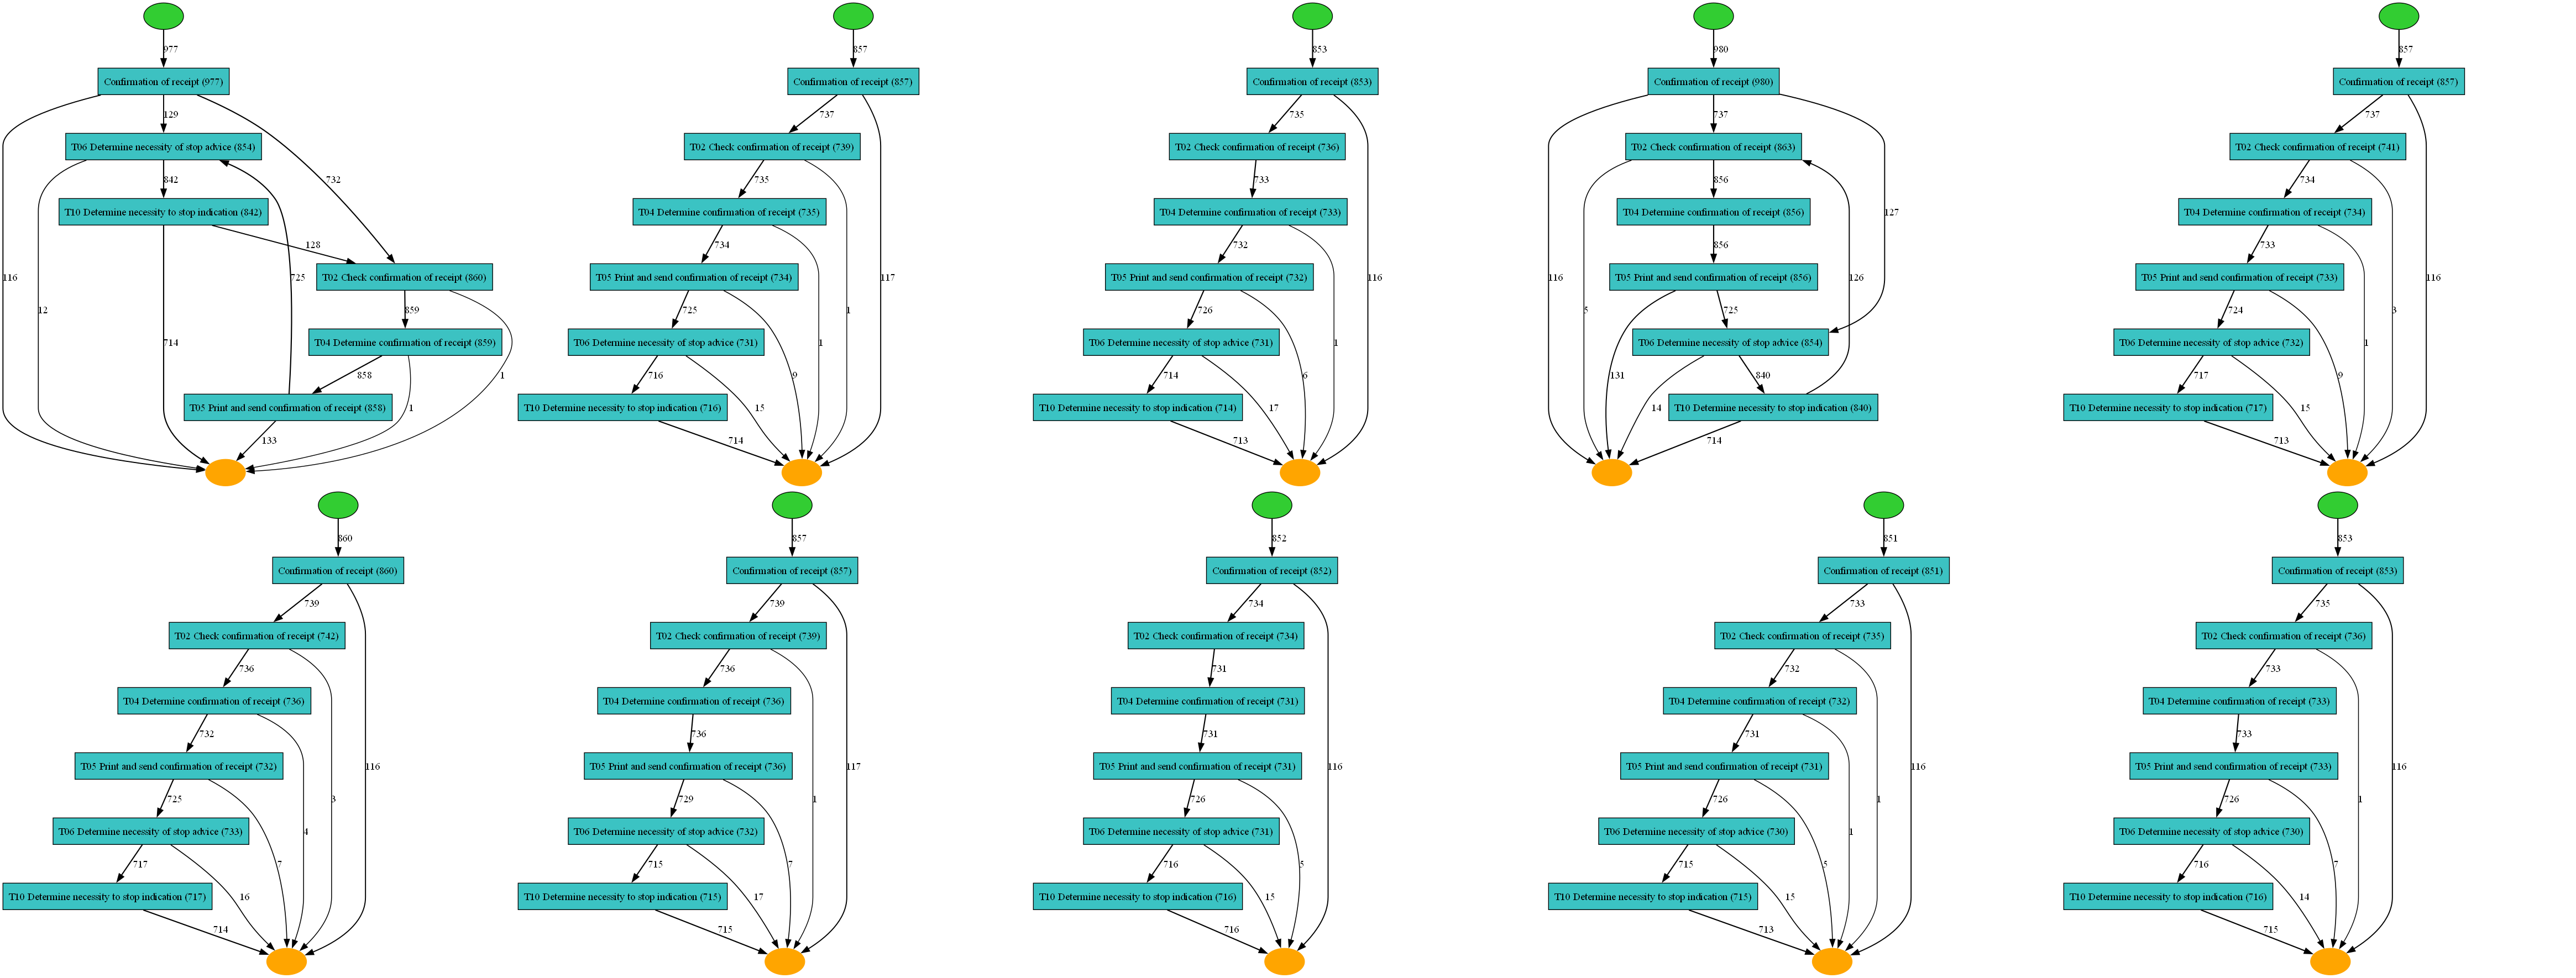 977
Confirmation of receipt (977)
129
T06 Determine necessity of stop advice (854)
842
732
T10 Determine necessity to stop indication (842)
128
116
725
T02 Check confirmation of receipt (860)
12
859
714
T04 Determine confirmation of receipt (859)
858
1
1
T05 Print and send confirmation of receipt (858)
133
857
Confirmation of receipt (857)
737
T02 Check confirmation of receipt (739)
735
T04 Determine confirmation of receipt (735)
734
T05 Print and send confirmation of receipt (734)
117
725
1
1
T06 Determine necessity of stop advice (731)
716
9
T10 Determine necessity to stop indication (716)
15
714
853
Confirmation of receipt (853)
735
T02 Check confirmation of receipt (736)
733
T04 Determine confirmation of receipt (733)
732
T05 Print and send confirmation of receipt (732)
116
726
1
T06 Determine necessity of stop advice (731)
714
6
T10 Determine necessity to stop indication (714)
17
713
980
Confirmation of receipt (980)
737
T02 Check confirmation of receipt (863)
856
T04 Determine confirmation of receipt (856)
127
856
T05 Print and send confirmation of receipt (856)
116
126
5
725
T06 Determine necessity of stop advice (854)
131
840
14
T10 Determine necessity to stop indication (840)
714
857
Confirmation of receipt (857)
737
T02 Check confirmation of receipt (741)
734
T04 Determine confirmation of receipt (734)
733
T05 Print and send confirmation of receipt (733)
116
724
3
1
T06 Determine necessity of stop advice (732)
717
9
T10 Determine necessity to stop indication (717)
15
713
860
Confirmation of receipt (860)
739
T02 Check confirmation of receipt (742)
736
T04 Determine confirmation of receipt (736)
732
T05 Print and send confirmation of receipt (732)
116
725
3
T06 Determine necessity of stop advice (733)
4
717
7
T10 Determine necessity to stop indication (717)
16
714
857
Confirmation of receipt (857)
739
T02 Check confirmation of receipt (739)
736
T04 Determine confirmation of receipt (736)
736
T05 Print and send confirmation of receipt (736)
117
729
1
T06 Determine necessity of stop advice (732)
715
7
T10 Determine necessity to stop indication (715)
17
715
852
Confirmation of receipt (852)
734
T02 Check confirmation of receipt (734)
731
T04 Determine confirmation of receipt (731)
731
T05 Print and send confirmation of receipt (731)
116
726
T06 Determine necessity of stop advice (731)
716
5
T10 Determine necessity to stop indication (716)
15
716
851
Confirmation of receipt (851)
733
T02 Check confirmation of receipt (735)
732
T04 Determine confirmation of receipt (732)
731
T05 Print and send confirmation of receipt (731)
116
726
1
T06 Determine necessity of stop advice (730)
1
715
5
T10 Determine necessity to stop indication (715)
15
713
853
Confirmation of receipt (853)
735
T02 Check confirmation of receipt (736)
733
T04 Determine confirmation of receipt (733)
733
T05 Print and send confirmation of receipt (733)
116
726
1
T06 Determine necessity of stop advice (730)
716
7
T10 Determine necessity to stop indication (716)
14
715